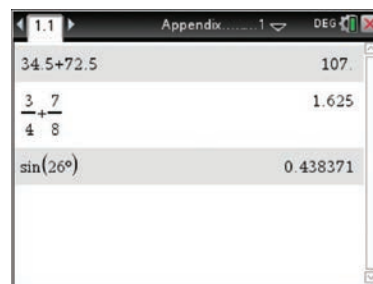 1.1 Appendix........1 DEG
34.5+72.5 107.
3/4+7/8 1.625
sin(26°) 0.438371